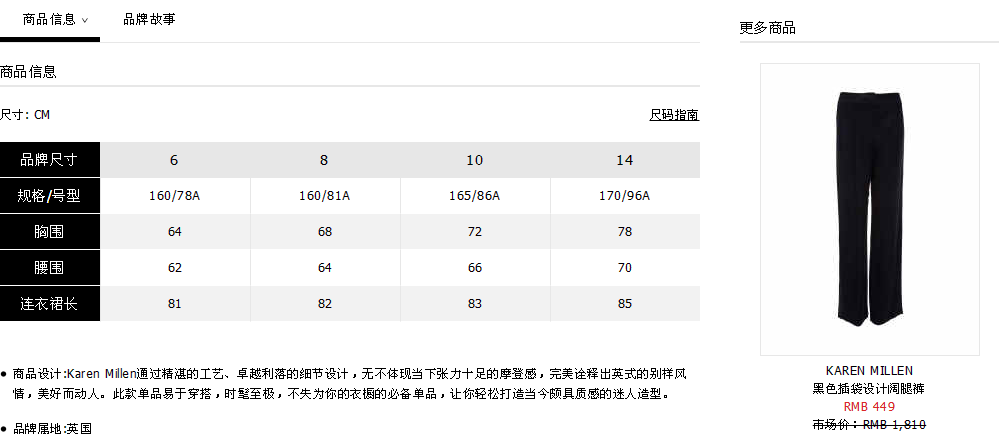 商品信息 品牌故事
商品信息
尺寸: CM 尺码指南
品牌尺寸 6 8 10 14
规格/号型 160/78A 160/81A 165/86A 170/96A
胸围 64 68 72 78
腰围 62 64 66 70
连衣裙长 81 82 83 85
● 商品设计:Karen Millen通过精湛的工艺、卓越利落的细节设计，无不体现当下张力十足的摩登感，完美诠释出英式的别样风
情，美好而动人。此款单品易于穿搭，时髦至极，不失为你的衣橱的必备单品，让你轻松打造当今颇具质感的迷人造型。
● 品牌属地:英国
更多商品
KAREN MILLEN
黑色插袋设计阔腿裤
RMB 449
市场价：RMB 1,810